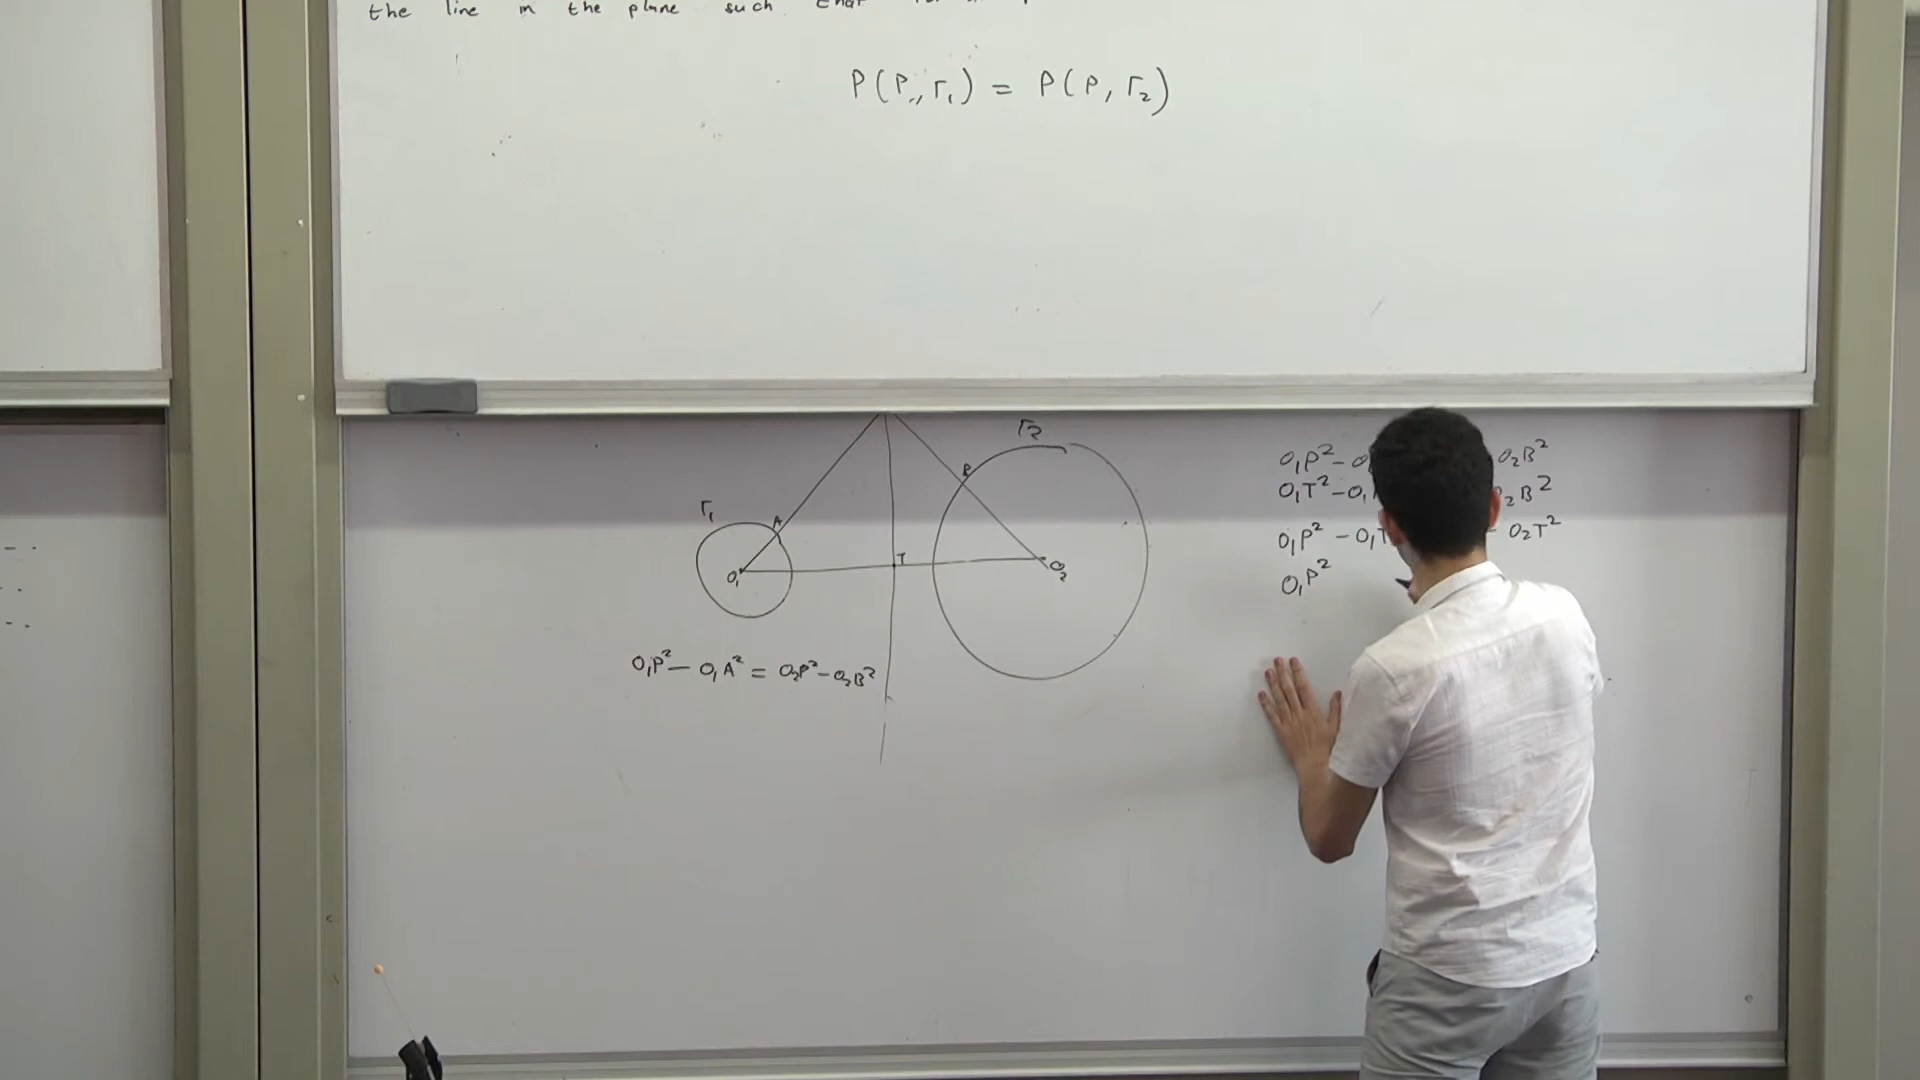 the line in the plane such that
P(P, Γ₁) = P(P, Γ₂)
Γ₂
B
Γ₁
A
T
O₁
O₂
O₁P² — O₁A² = O₂P² — O₂B²
O₁P² — O O₂B²
O₁T² — O₁ ₂B²
O₁P² — O₁T — O₂T²
O₁P²